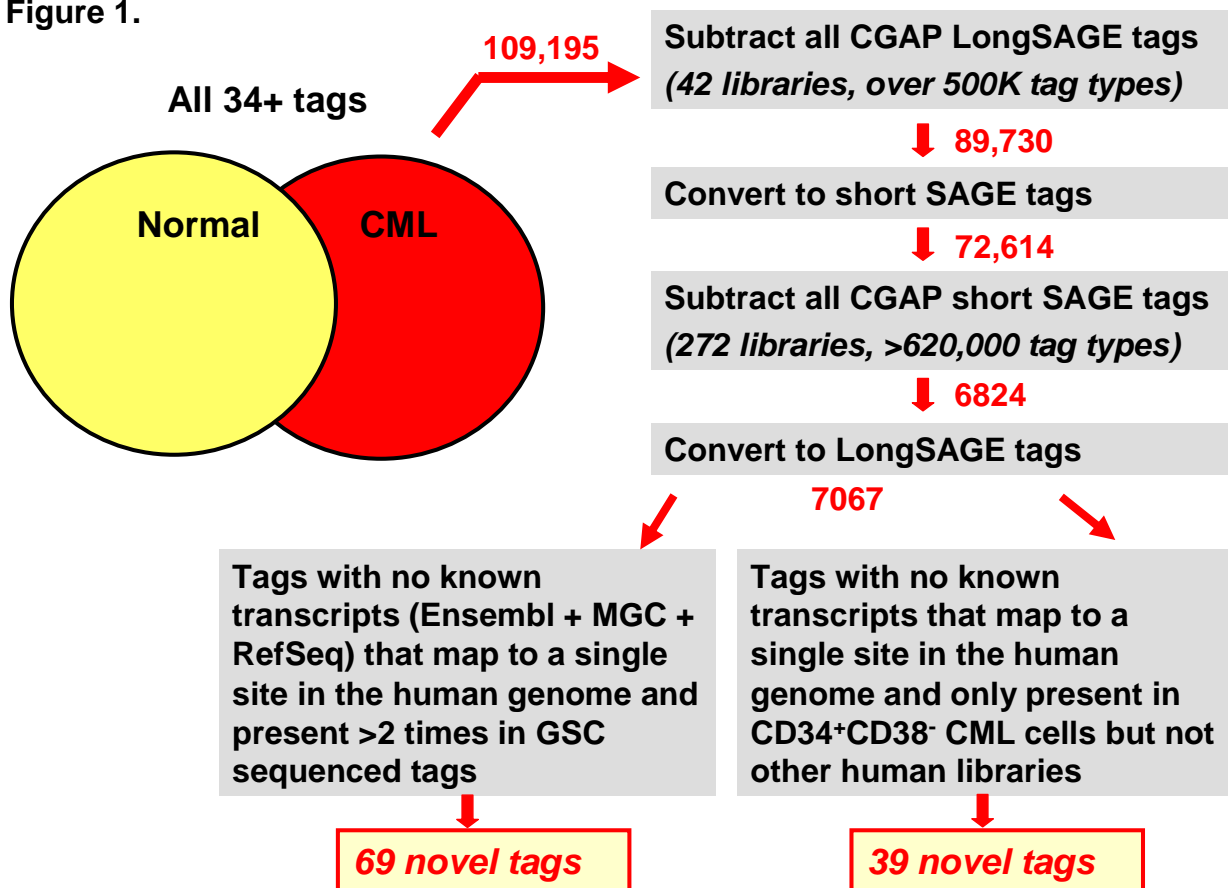 Figure 1.
109,195
Subtract all CGAP LongSAGE tags
(42 libraries, over 500K tag types)
All 34+ tags
89,730
Normal
CML
Convert to short SAGE tags
72,614
Subtract all CGAP short SAGE tags
(272 libraries, >620,000 tag types)
6824
Convert to LongSAGE tags
7067
Tags with no known
transcripts (Ensembl + MGC +
RefSeq) that map to a single
site in the human genome and
present >2 times in GSC
sequenced tags
Tags with no known
transcripts that map to a
single site in the human
genome and only present in
CD34⁺CD38⁻ CML cells but not
other human libraries
69 novel tags
39 novel tags